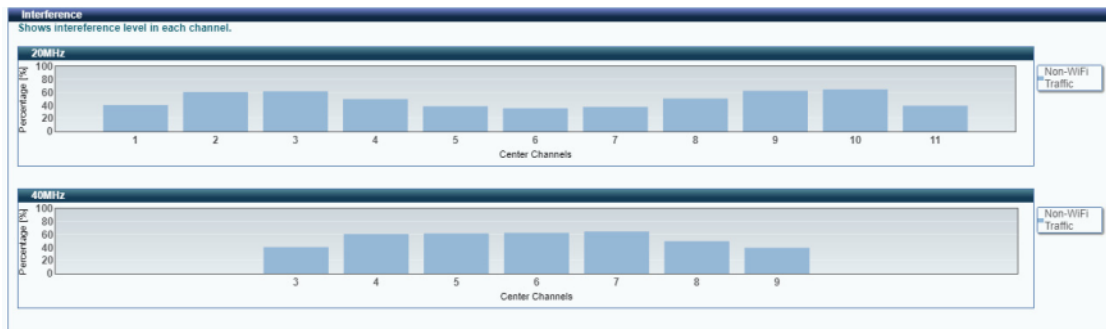 Interference
Shows intereference level in each channel.
20MHz
Percentage [%]
100
80
60
40
20
0
1 2 3 4 5 6 7 8 9 10 11
Center Channels
Non-WiFi
Traffic
40MHz
Percentage [%]
100
80
60
40
20
0
3 4 5 6 7 8 9
Center Channels
Non-WiFi
Traffic